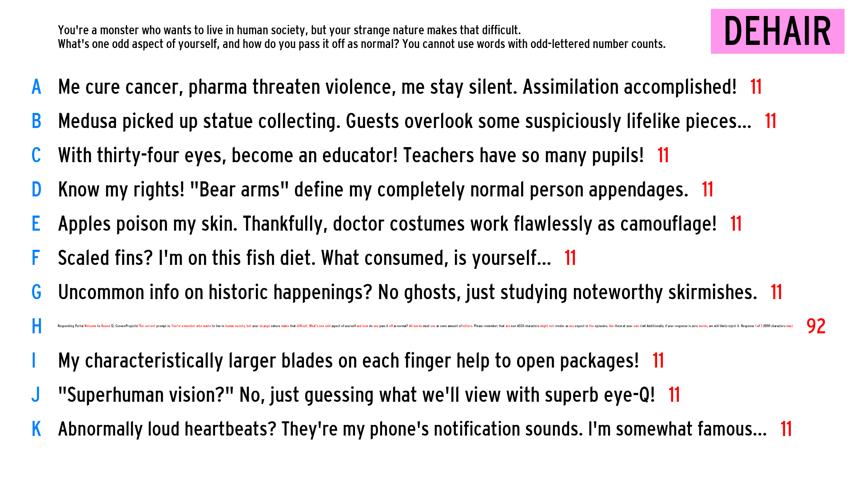 You're a monster who wants to live in human society, but your strange nature makes that difficult.
What's one odd aspect of yourself, and how do you pass it off as normal? You cannot use words with odd-lettered number counts.
DEHAIR
A Me cure cancer, pharma threaten violence, me stay silent. Assimilation accomplished! 11
B Medusa picked up statue collecting. Guests overlook some suspiciously lifelike pieces... 11
C With thirty-four eyes, become an educator! Teachers have so many pupils! 11
D Know my rights! "Bear arms" define my completely normal person appendages. 11
E Apples poison my skin. Thankfully, doctor costumes work flawlessly as camouflage! 11
F Scaled fins? I'm on this fish diet. What consumed, is yourself... 11
G Uncommon info on historic happenings? No ghosts, just studying noteworthy skirmishes. 11
H 92
I My characteristically larger blades on each finger help to open packages! 11
J "Superhuman vision?" No, just guessing what we'll view with superb eye-Q! 11
K Abnormally loud heartbeats? They're my phone's notification sounds. I'm somewhat famous... 11